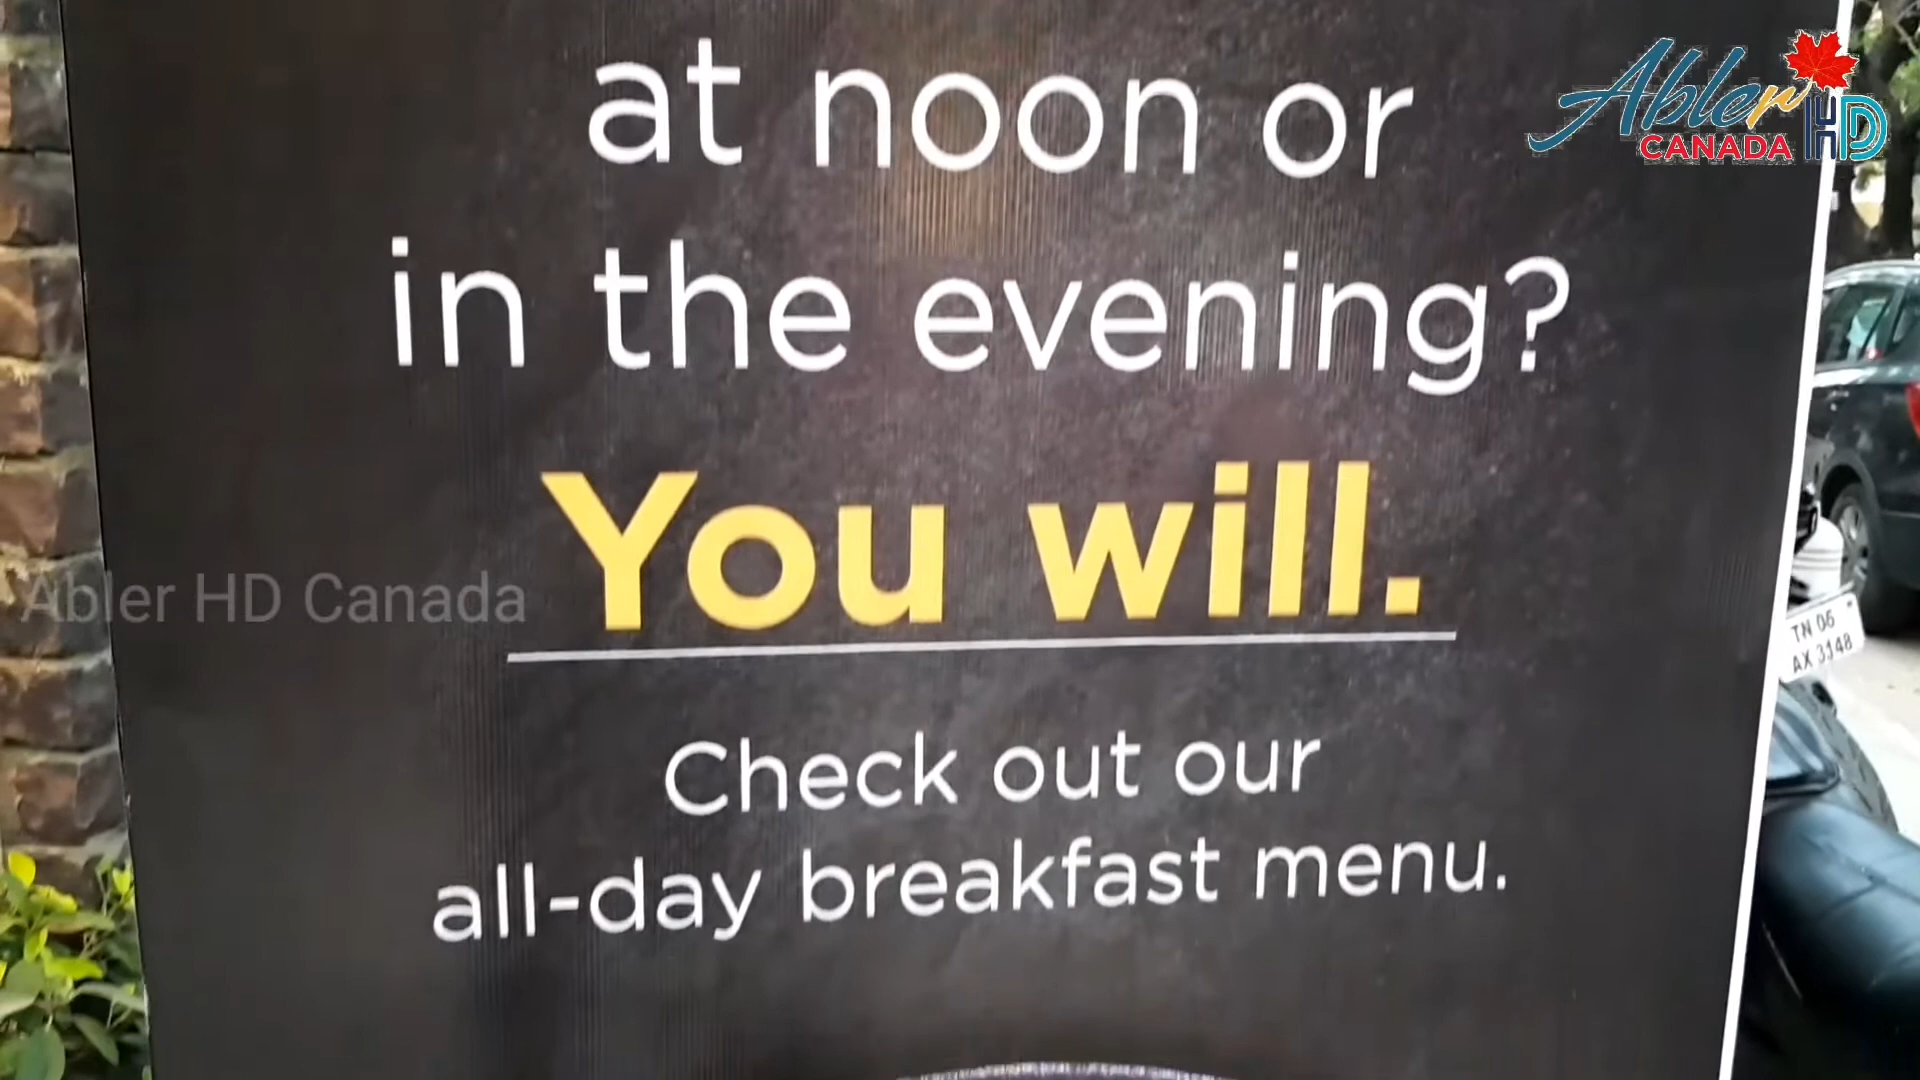 at noon or
in the evening?
You will.
Check out our
all-day breakfast menu.
Abler
CANADA HD
Abler HD Canada
TN 06
AX 3148